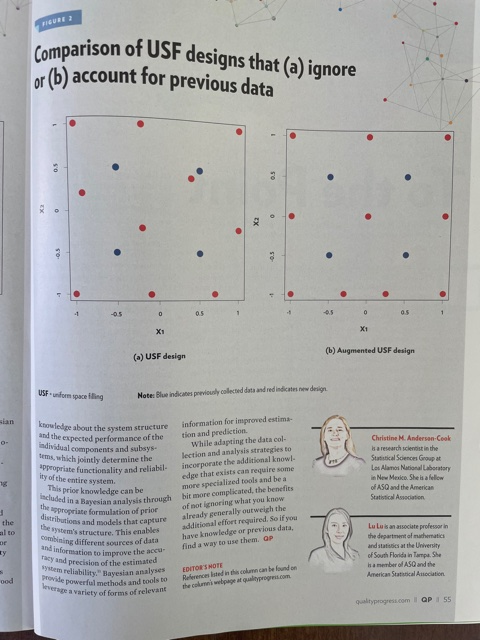 FIGURE 2
Comparison of USF designs that (a) ignore
or (b) account for previous data
1
0.5
0
-0.5
-1
X2
-1
-0.5
0
0.5
1
X1
(a) USF design
1
0.5
0
-0.5
-1
X2
-1
-0.5
0
0.5
1
X1
(b) Augmented USF design
USF = uniform space filling
Note: Blue indicates previously collected data and red indicates new design.
knowledge about the system structure
and the expected performance of the
individual components and subsys-
tems, which jointly determine the
appropriate functionality and reliabil-
ity of the entire system.
This prior knowledge can be
included in a Bayesian analysis through
the appropriate formulation of prior
distributions and models that capture
the system's structure. This enables
combining different sources of data
and information to improve the accu-
racy and precision of the estimated
system reliability. Bayesian analyses
provide powerful methods and tools to
leverage a variety of forms of relevant
information for improved estima-
tion and prediction.
While adapting the data col-
lection and analysis strategies to
incorporate the additional knowl-
edge that exists can require some
more specialized tools and be a
bit more complicated, the benefits
of not ignoring what you know
already generally outweigh the
additional effort required. So if you
have knowledge or previous data,
find a way to use them. QP
EDITOR'S NOTE
References listed in this column can be found on
the column's webpage at qualityprogress.com.
Christine M. Anderson-Cook
is a research scientist in the
Statistical Sciences Group at
Los Alamos National Laboratory
in New Mexico. She is a fellow
of ASQ and the American
Statistical Association.
Lu Lu is an associate professor in
the department of mathematics
and statistics at the University
of South Florida in Tampa. She
is a member of ASQ and the
American Statistical Association.
qualityprogress.com || QP || 55